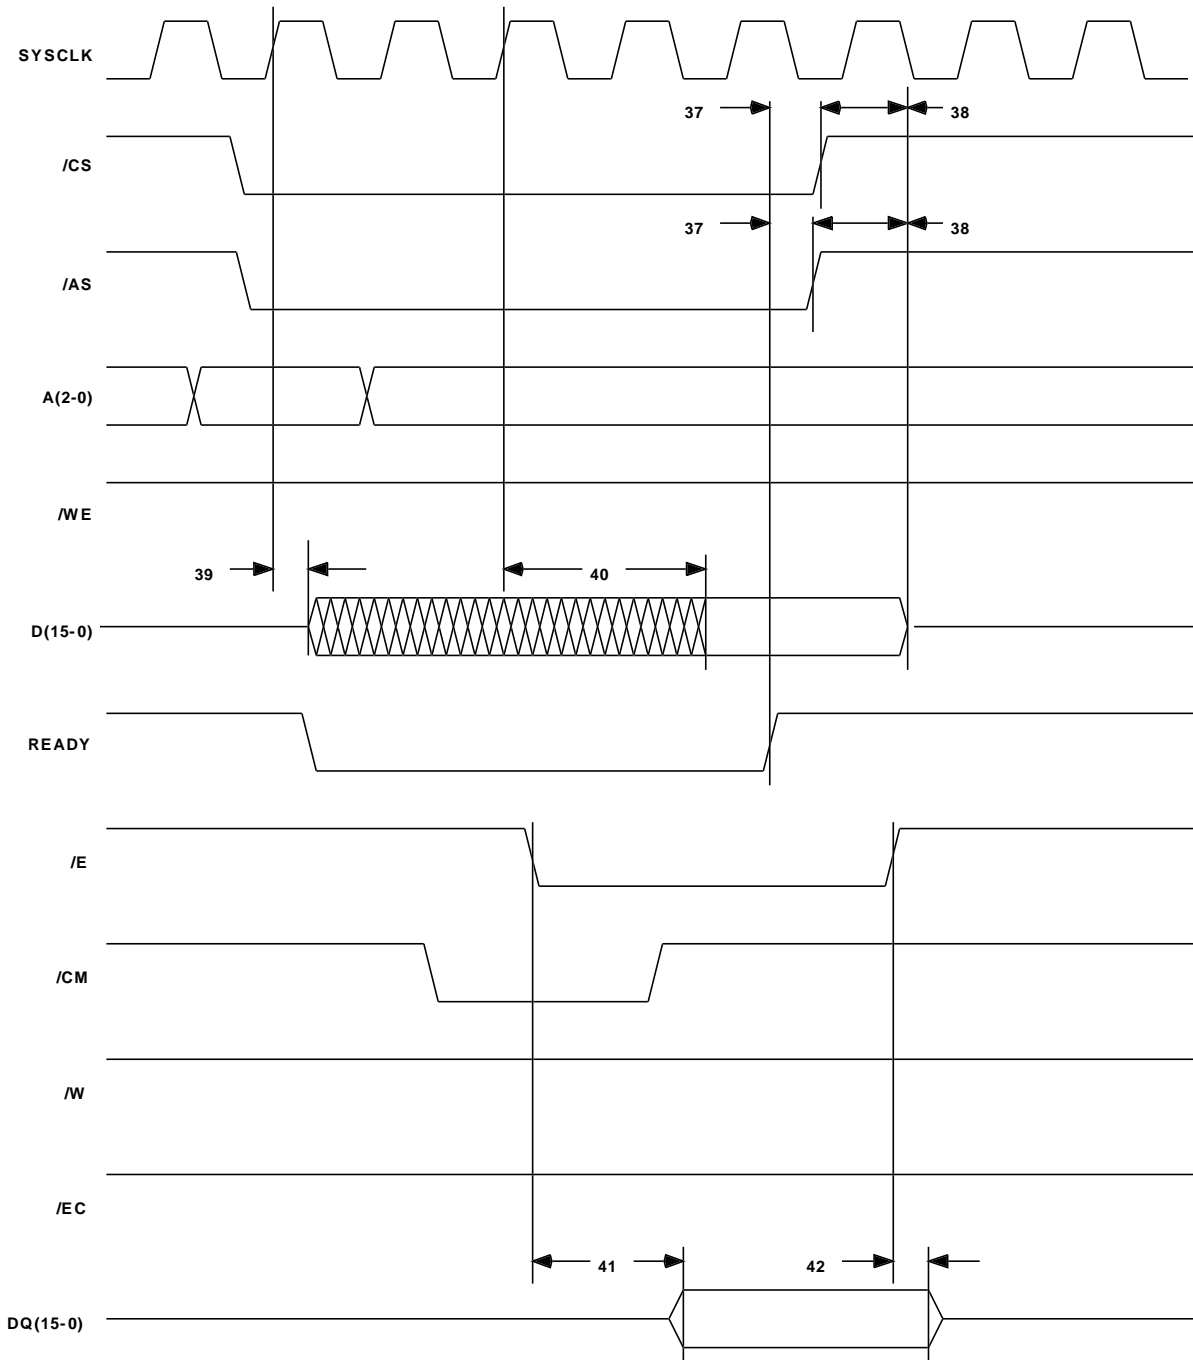 SYSCLK
37 38
/CS
37 38
/AS
A(2-0)
/WE
39 40
D(15-0)
READY
/E
/CM
/W
/EC
41 42
DQ(15-0)